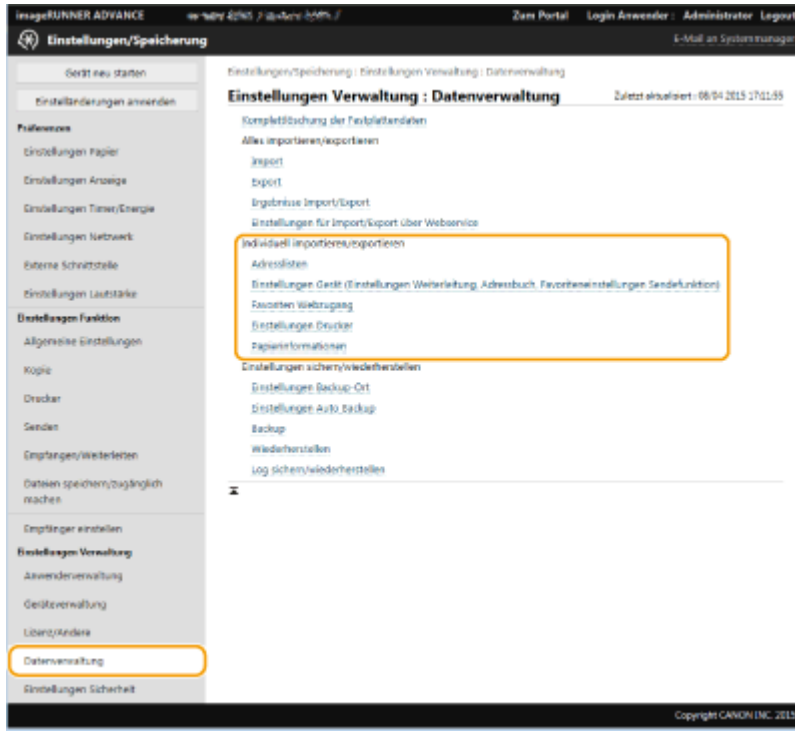 imageRUNNER ADVANCE
Zum Portal Login Anwender : Administrator Logout
Einstellungen/Speicherung
E-Mail an Systemmanager
Gerät neu starten
Einstelländerungen anwenden
Präferenzen
Einstellungen Papier
Einstellungen Anzeige
Einstellungen Timer/Energie
Einstellungen Netzwerk
Externe Schnittstelle
Einstellungen Lautstärke
Einstellungen Funktion
Allgemeine Einstellungen
Kopie
Drucker
Senden
Empfangen/Weiterleiten
Dateien speichern/zugänglich
machen
Empfänger einstellen
Einstellungen Verwaltung
Anwenderverwaltung
Geräteverwaltung
Lizenz/Andere
Datenverwaltung
Einstellungen Sicherheit
Einstellungen/Speicherung : Einstellungen Verwaltung : Datenverwaltung
Einstellungen Verwaltung : Datenverwaltung
Zuletzt aktualisiert : 08/04 2015 17:11:55
Komplettlöschung der Festplattendaten
Alles importieren/exportieren
Import
Export
Ergebnisse Import/Export
Einstellungen für Import/Export über Webservice
Individuell importieren/exportieren
Adresslisten
Einstellungen Gerät (Einstellungen Weiterleitung, Adressbuch, Favoriteneinstellungen Sendefunktion)
Favoriten Webzugang
Einstellungen Drucker
Papierinformationen
Einstellungen sichern/wiederherstellen
Einstellungen Backup-Ort
Einstellungen Auto Backup
Backup
Wiederherstellen
Log sichern/wiederherstellen
Copyright CANON INC. 2015